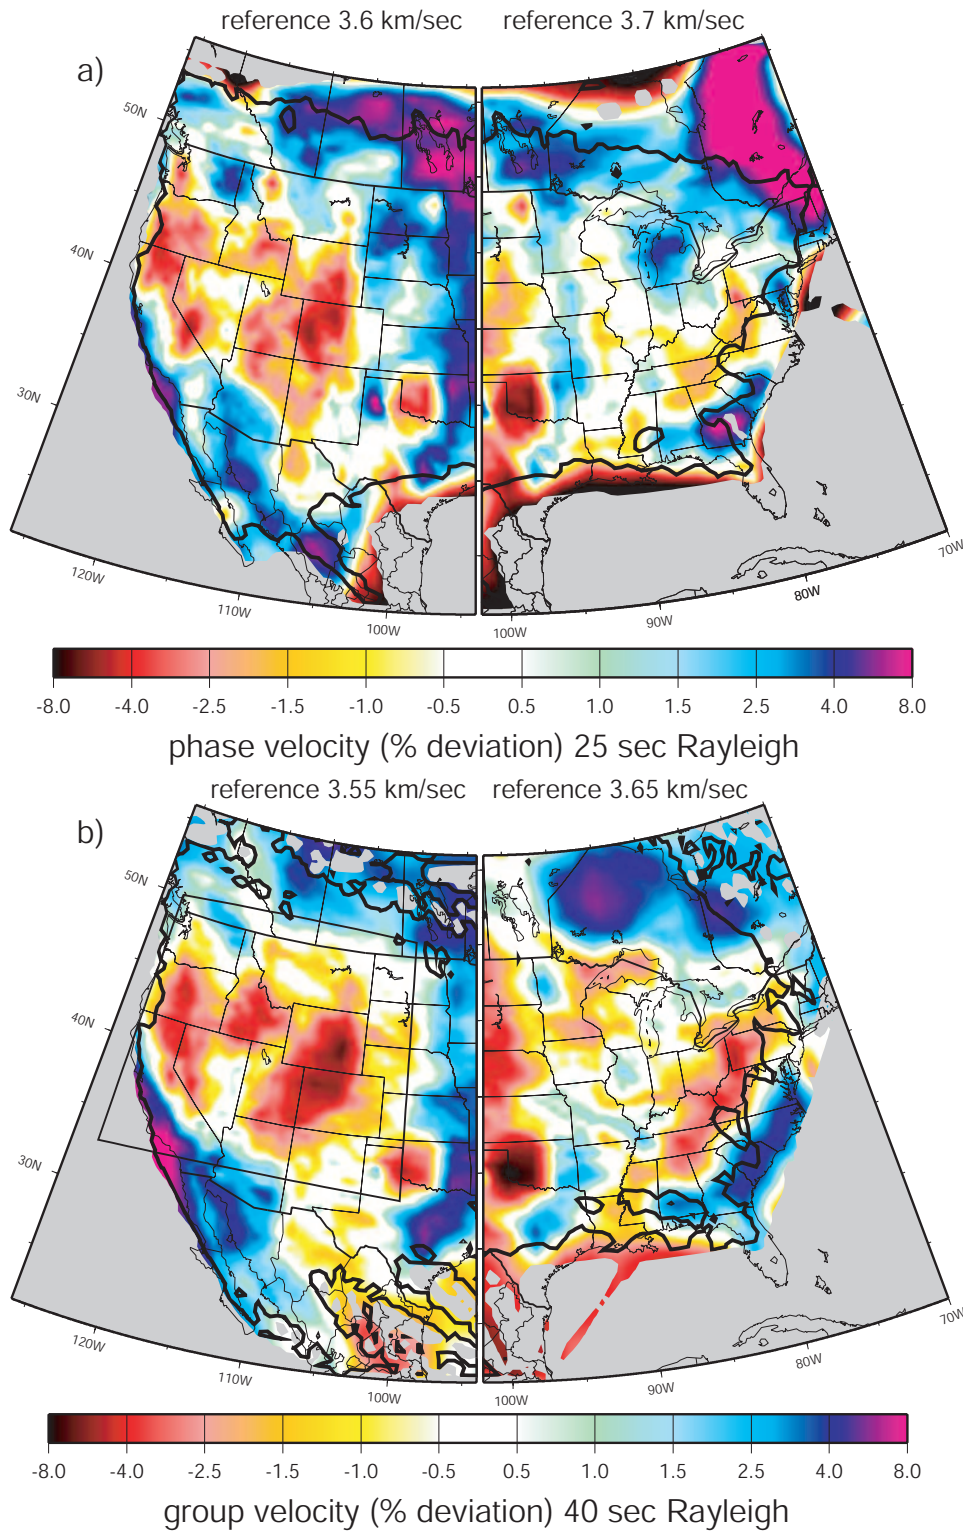 reference 3.6 km/sec reference 3.7 km/sec
a)
50N
40N
30N
120W
110W
100W
100W
90W
80W
70W
-8.0 -4.0 -2.5 -1.5 -1.0 -0.5 0.5 1.0 1.5 2.5 4.0 8.0
phase velocity (% deviation) 25 sec Rayleigh
reference 3.55 km/sec reference 3.65 km/sec
b)
50N
40N
30N
120W
110W
100W
100W
90W
80W
70W
-8.0 -4.0 -2.5 -1.5 -1.0 -0.5 0.5 1.0 1.5 2.5 4.0 8.0
group velocity (% deviation) 40 sec Rayleigh